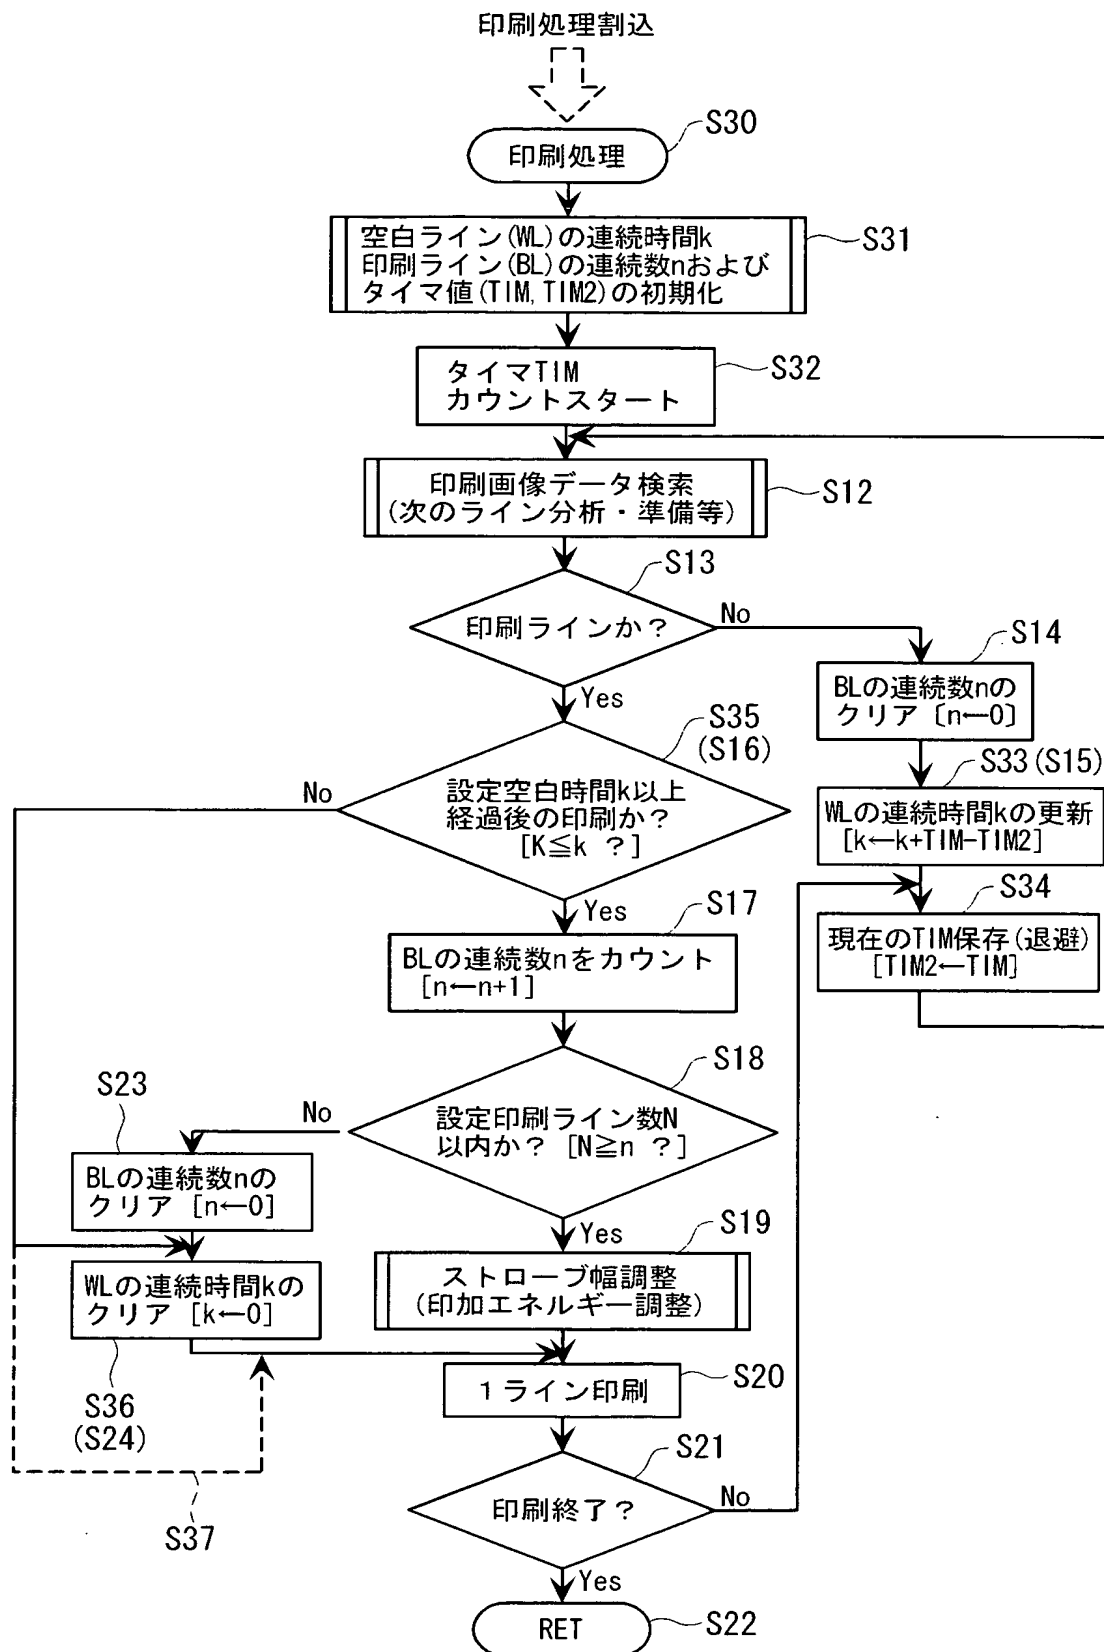 印刷処理割込
S30
印刷処理
S31
空白ライン(WL)の連続時間k
印刷ライン(BL)の連続数nおよび
タイマ値(TIM,TIM2)の初期化
S32
タイマTIM
カウントスタート
S12
印刷画像データ検索
(次のライン分析・準備等)
S13
印刷ラインか？
No
Yes
S14
BLの連続数nの
クリア〔n←0〕
S35
(S16)
設定空白時間k以上
経過後の印刷か？
[K≦k ？]
No
Yes
S33(S15)
WLの連続時間kの更新
[k←k+TIM−TIM2]
S34
現在のTIM保存(退避)
[TIM2←TIM]
S17
BLの連続数nをカウント
[n←n+1]
S18
設定印刷ライン数N
以内か？ [N≧n ？]
No
Yes
S23
BLの連続数nの
クリア [n←0]
S19
ストローブ幅調整
(印加エネルギー調整)
WLの連続時間kの
クリア [k←0]
S36
(S24)
S37
S20
１ライン印刷
S21
印刷終了？
No
Yes
S22
RET